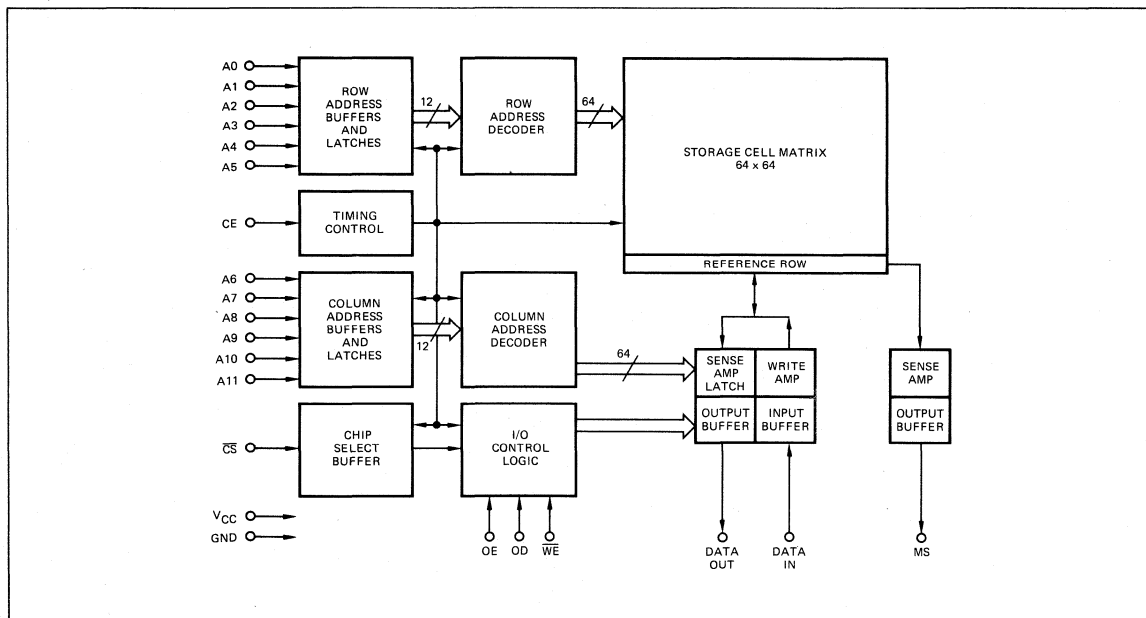 A0
A1
A2
A3
A4
A5
ROW
ADDRESS
BUFFERS
AND
LATCHES
12
ROW
ADDRESS
DECODER
64
STORAGE CELL MATRIX
64 x 64
CE
TIMING
CONTROL
REFERENCE ROW
A6
A7
A8
A9
A10
A11
COLUMN
ADDRESS
BUFFERS
AND
LATCHES
12
COLUMN
ADDRESS
DECODER
64
SENSE
AMP
LATCH
WRITE
AMP
SENSE
AMP
OUTPUT
BUFFER
INPUT
BUFFER
OUTPUT
BUFFER
C̅S̅
CHIP
SELECT
BUFFER
I/O
CONTROL
LOGIC
VCC
GND
OE
OD
W̅E̅
DATA
OUT
DATA
IN
MS